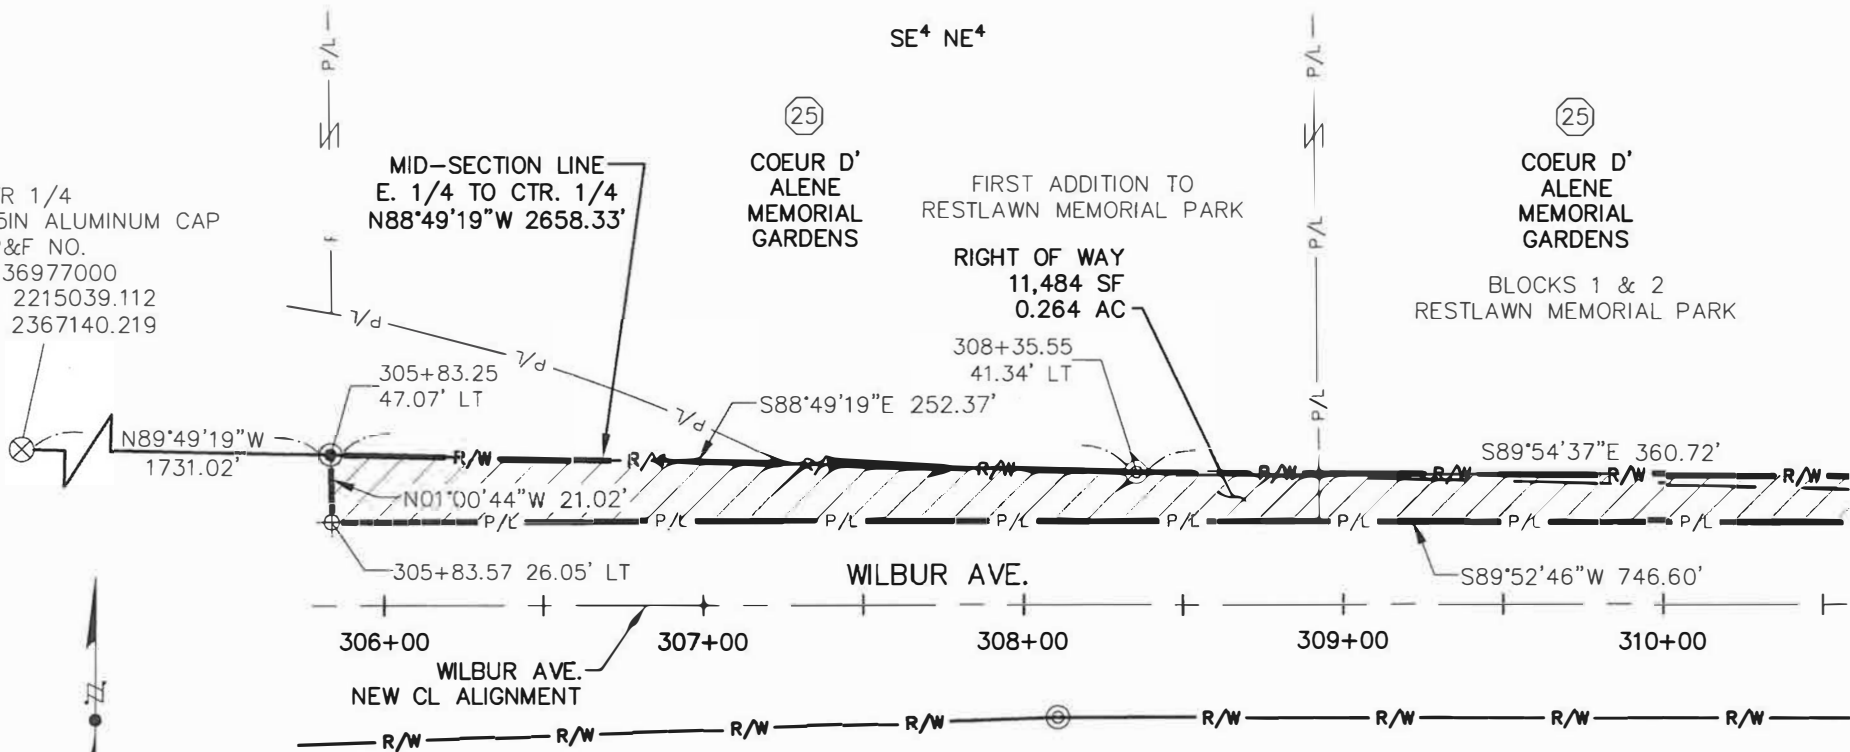 SE⁴ NE⁴
P/L
P/L
25
25
MID-SECTION LINE
E. 1/4 TO CTR. 1/4
N88°49'19"W 2658.33'
COEUR D'
ALENE
MEMORIAL
GARDENS
FIRST ADDITION TO
RESTLAWN MEMORIAL PARK
COEUR D'
ALENE
MEMORIAL
GARDENS
R 1/4
5IN ALUMINUM CAP
&F NO.
36977000
2215039.112
2367140.219
RIGHT OF WAY
11,484 SF
0.264 AC
P/L
BLOCKS 1 & 2
RESTLAWN MEMORIAL PARK
P/L
P/L
P/L
P/L
305+83.25
47.07' LT
308+35.55
41.34' LT
S88°49'19"E 252.37'
N89°49'19"W
1731.02'
S89°54'37"E 360.72'
R/W
R/W
R/W
R/W
R/W
R/W
N01°00'44"W 21.02'
P/L
P/L
P/L
P/L
P/L
P/L
P/L
P/L
305+83.57 26.05' LT
WILBUR AVE.
S89°52'46"W 746.60'
306+00
307+00
308+00
309+00
310+00
WILBUR AVE.
NEW CL ALIGNMENT
R/W
R/W
R/W
R/W
R/W
R/W
R/W
R/W